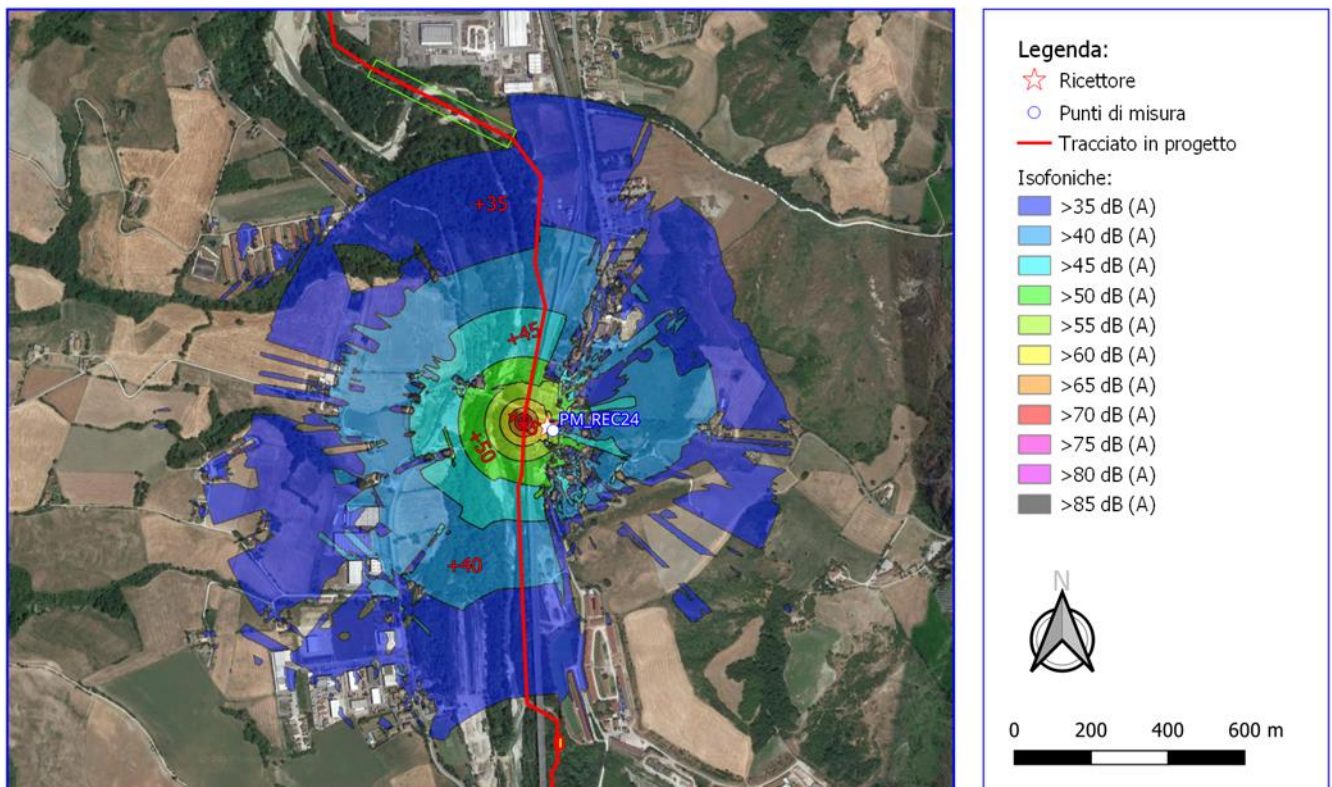 +35
+45
PM_REC24
+50
+40
Legenda:
Ricettore
Punti di misura
Tracciato in progetto
Isofoniche:
>35 dB (A)
>40 dB (A)
>45 dB (A)
>50 dB (A)
>55 dB (A)
>60 dB (A)
>65 dB (A)
>70 dB (A)
>75 dB (A)
>80 dB (A)
>85 dB (A)
N
0 200 400 600 m